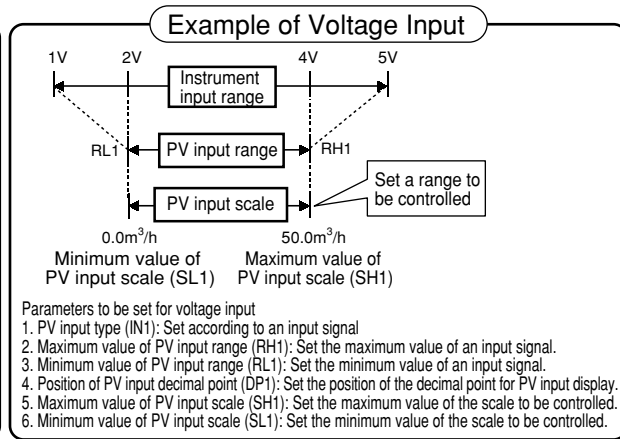 Example of Voltage Input
1V 2V 4V 5V
Instrument
input range
RL1 PV input range RH1
PV input scale
Set a range to
be controlled
0.0m³/h 50.0m³/h
Minimum value of Maximum value of
PV input scale (SL1) PV input scale (SH1)
Parameters to be set for voltage input
1. PV input type (IN1): Set according to an input signal
2. Maximum value of PV input range (RH1): Set the maximum value of an input signal.
3. Minimum value of PV input range (RL1): Set the minimum value of an input signal.
4. Position of PV input decimal point (DP1): Set the position of the decimal point for PV input display.
5. Maximum value of PV input scale (SH1): Set the maximum value of the scale to be controlled.
6. Minimum value of PV input scale (SL1): Set the minimum value of the scale to be controlled.